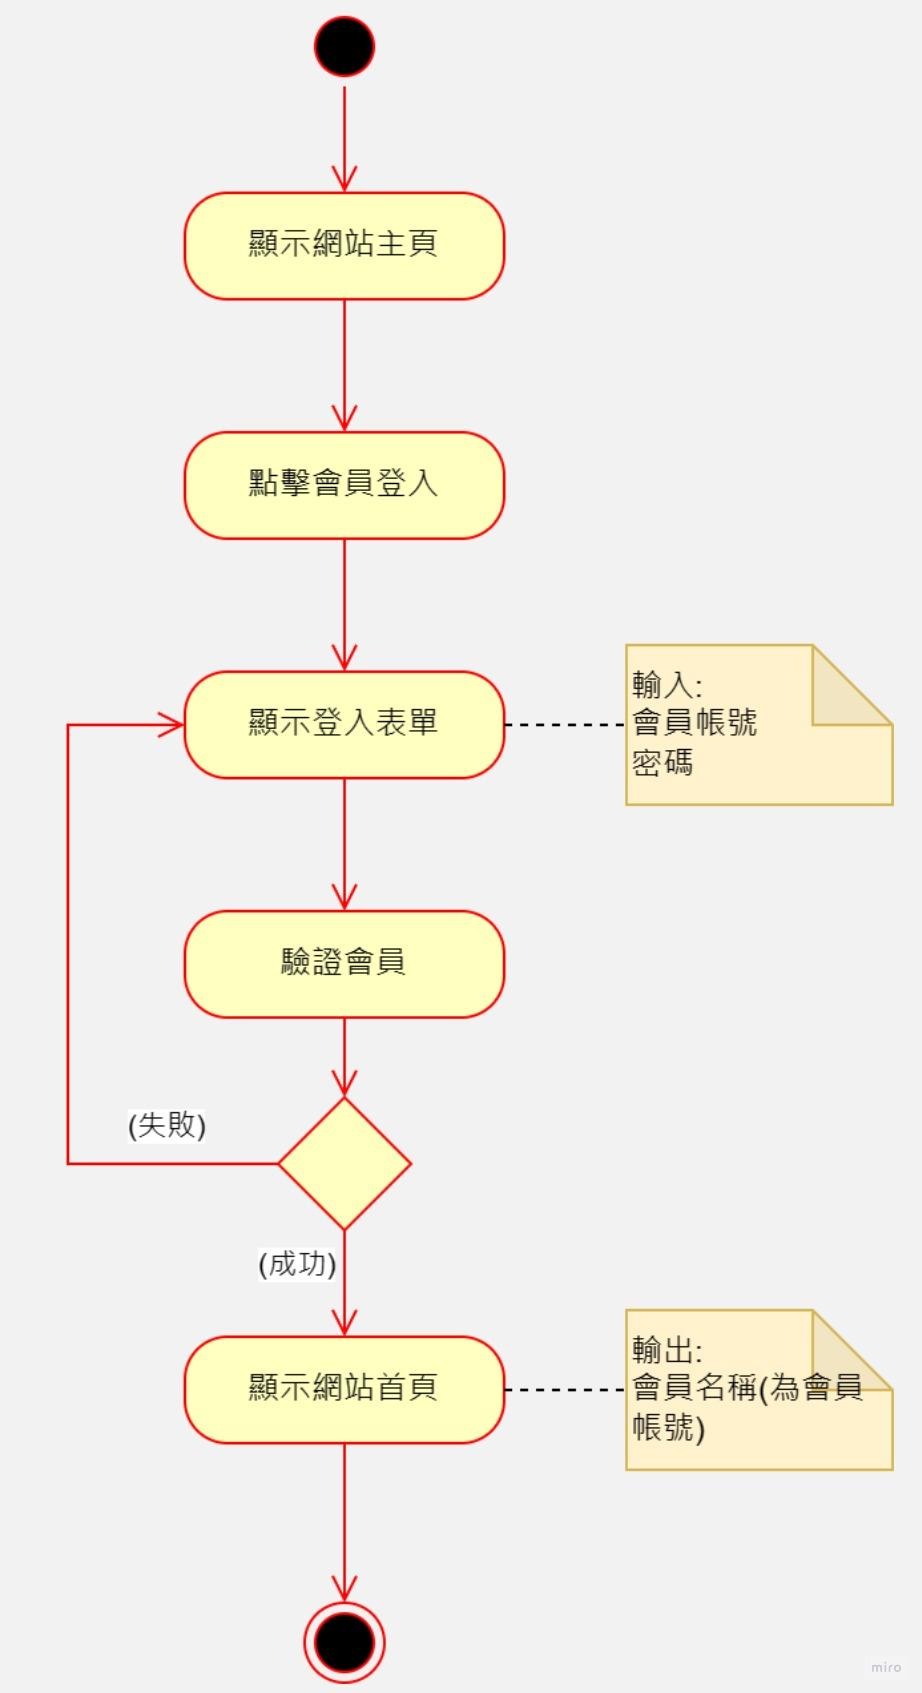 顯示網站主頁
點擊會員登入
顯示登入表單
輸入:
會員帳號
密碼
驗證會員
(失敗)
(成功)
顯示網站首頁
輸出:
會員名稱(為會員
帳號)
miro